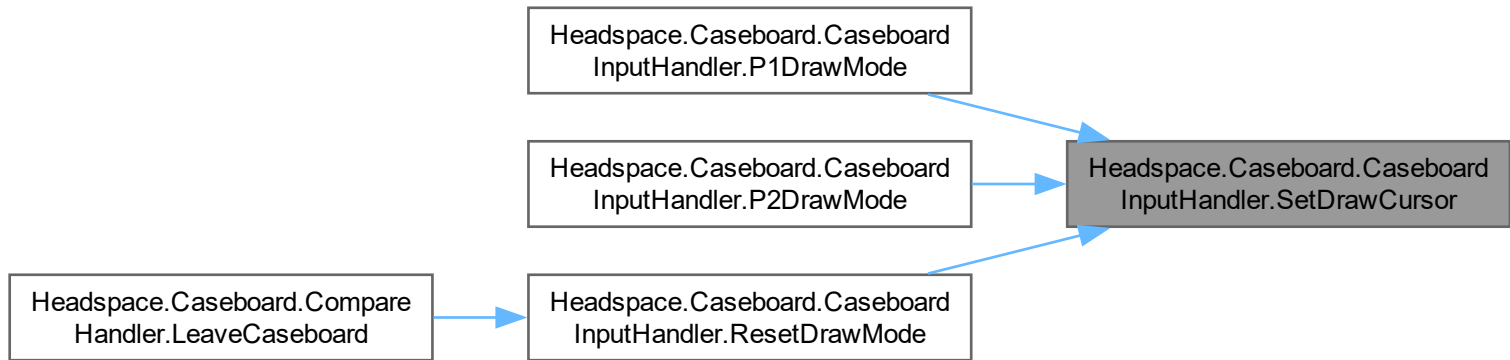 Headspace.Caseboard.Caseboard
InputHandler.P1DrawMode
Headspace.Caseboard.Caseboard
InputHandler.P2DrawMode
Headspace.Caseboard.Caseboard
InputHandler.SetDrawCursor
Headspace.Caseboard.Compare
Handler.LeaveCaseboard
Headspace.Caseboard.Caseboard
InputHandler.ResetDrawMode